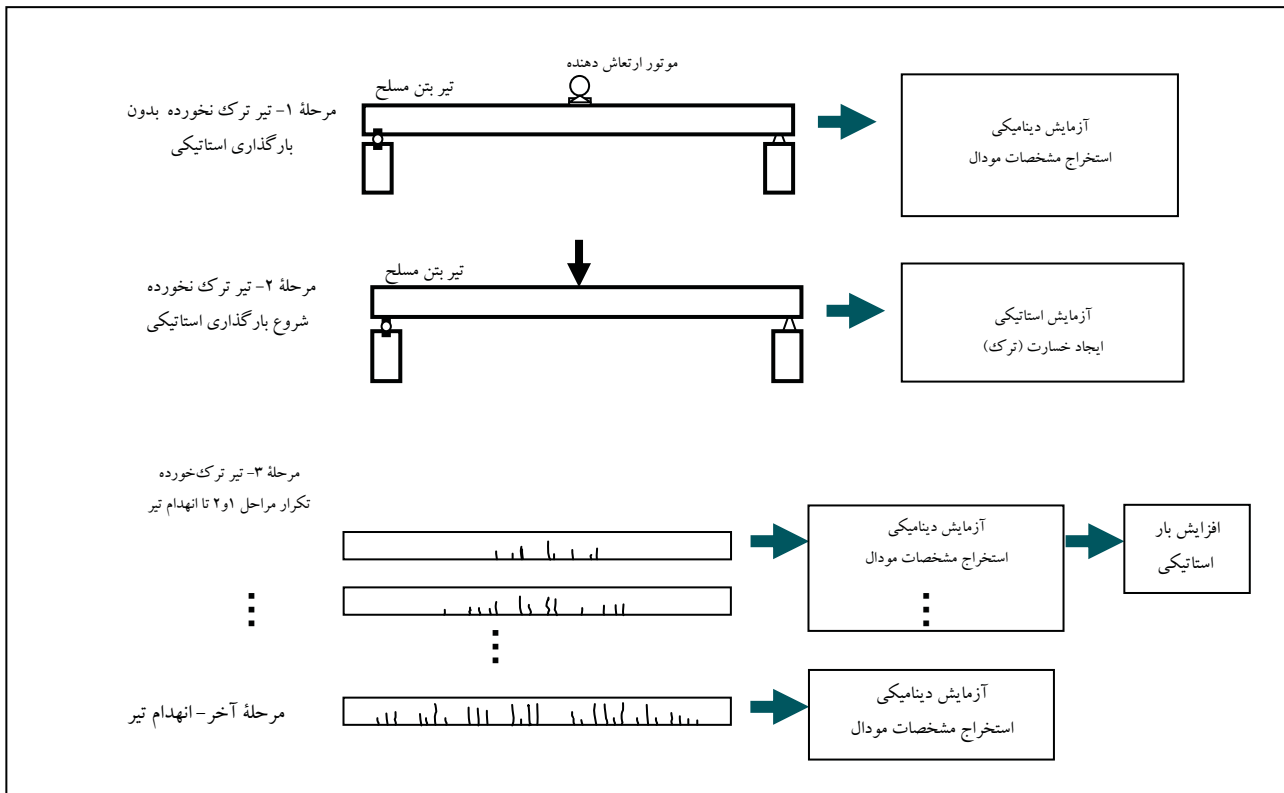 موتور ارتعاش دهنده
تیر بتن مسلح
مرحلهٔ ۱- تیر ترک نخورده بدون
بارگذاری استاتیکی
آزمایش دینامیکی
استخراج مشخصات مودال
تیر بتن مسلح
مرحلهٔ ۲- تیر ترک نخورده
شروع بارگذاری استاتیکی
آزمایش استاتیکی
ایجاد خسارت (ترک)
مرحلهٔ ۳- تیر ترک‌خورده
تکرار مراحل ۱و۲ تا انهدام تیر
آزمایش دینامیکی
استخراج مشخصات مودال
افزایش بار
استاتیکی
مرحلهٔ آخر- انهدام تیر
آزمایش دینامیکی
استخراج مشخصات مودال